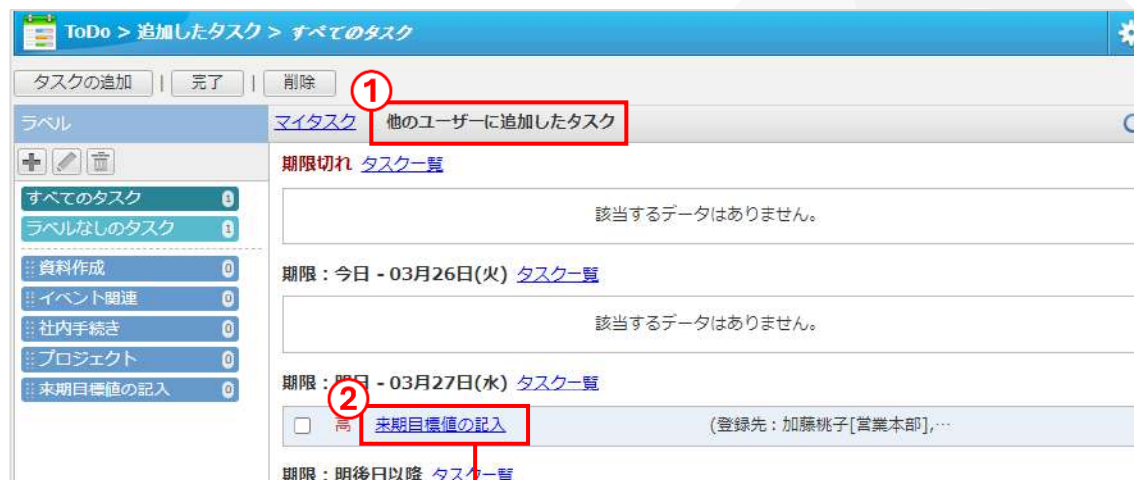 ToDo > 追加したタスク > すべてのタスク
タスクの追加 | 完了 | 削除
①
ラベル
マイタスク 他のユーザーに追加したタスク
期限切れ タスク一覧
すべてのタスク 1
該当するデータはありません。
ラベルなしのタスク 1
資料作成 0
期限：今日 - 03月26日(火) タスク一覧
イベント関連 0
社内手続き 0
該当するデータはありません。
プロジェクト 0
来期目標値の記入 0
期限：明日 - 03月27日(水) タスク一覧
②
高 来期目標値の記入 (登録先：加藤桃子[営業本部],…
期限：明後日以降 タスク一覧